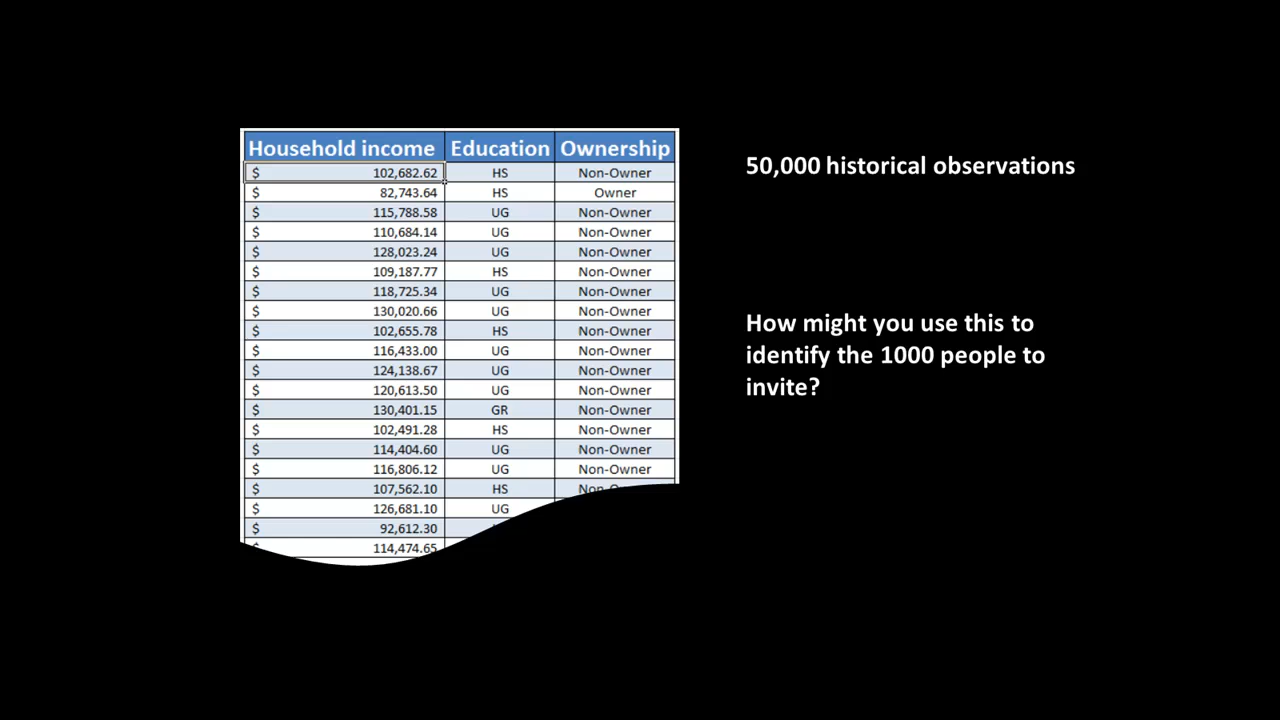 Household income Education Ownership
$ 102,682.62 HS Non-Owner
$ 82,743.64 HS Owner
$ 115,788.58 UG Non-Owner
$ 110,684.14 UG Non-Owner
$ 128,023.24 UG Non-Owner
$ 109,187.77 HS Non-Owner
$ 118,725.34 UG Non-Owner
$ 130,020.66 UG Non-Owner
$ 102,655.78 HS Non-Owner
$ 116,433.00 UG Non-Owner
$ 124,138.67 UG Non-Owner
$ 120,613.50 UG Non-Owner
$ 130,401.15 GR Non-Owner
$ 102,491.28 HS Non-Owner
$ 114,404.60 UG Non-Owner
$ 116,806.12 UG Non-Owner
$ 107,562.10 HS
$ 126,681.10 UG
$ 92,612.30
$ 114,474.65
50,000 historical observations
How might you use this to
identify the 1000 people to
invite?